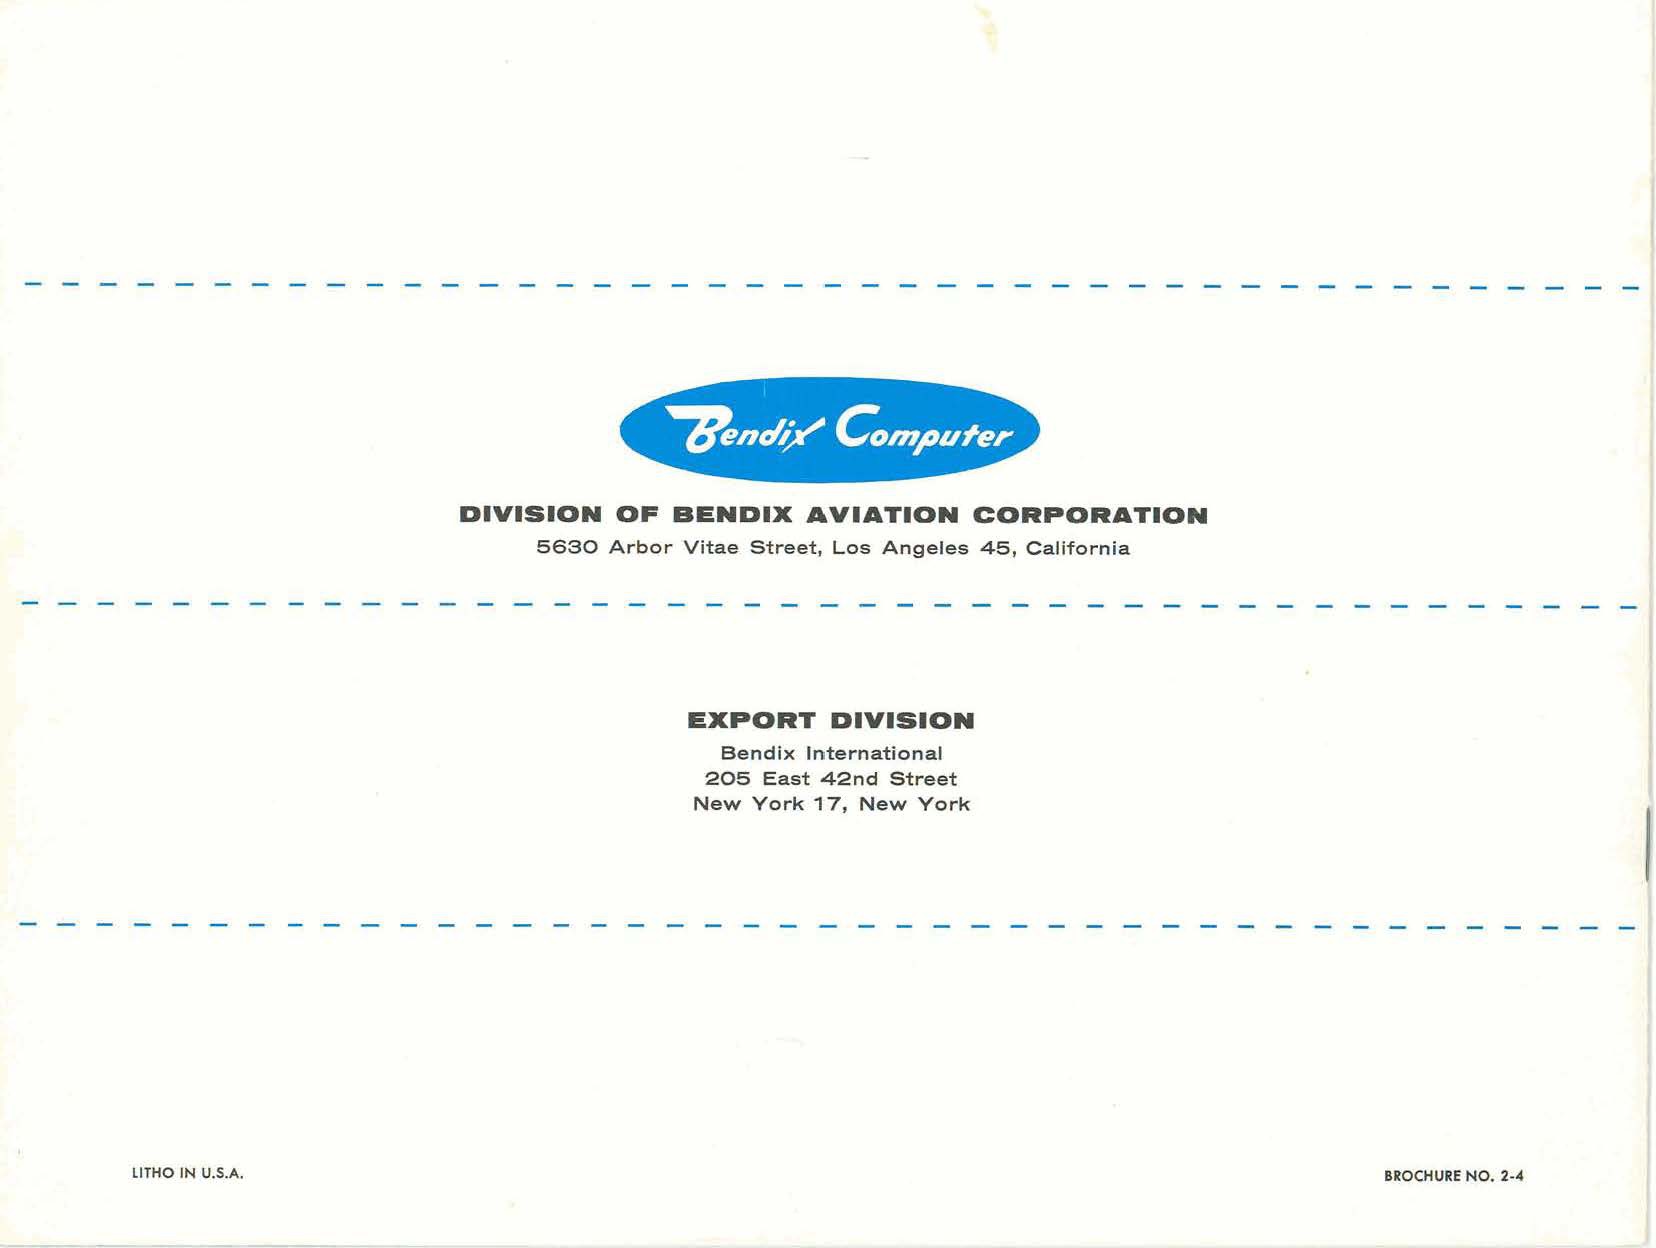 Bendix Computer
DIVISION OF BENDIX AVIATION CORPORATION
5630 Arbor Vitae Street, Los Angeles 45, California
EXPORT DIVISION
Bendix International
205 East 42nd Street
New York 17, New York
LITHO IN U.S.A.
BROCHURE NO. 2-4